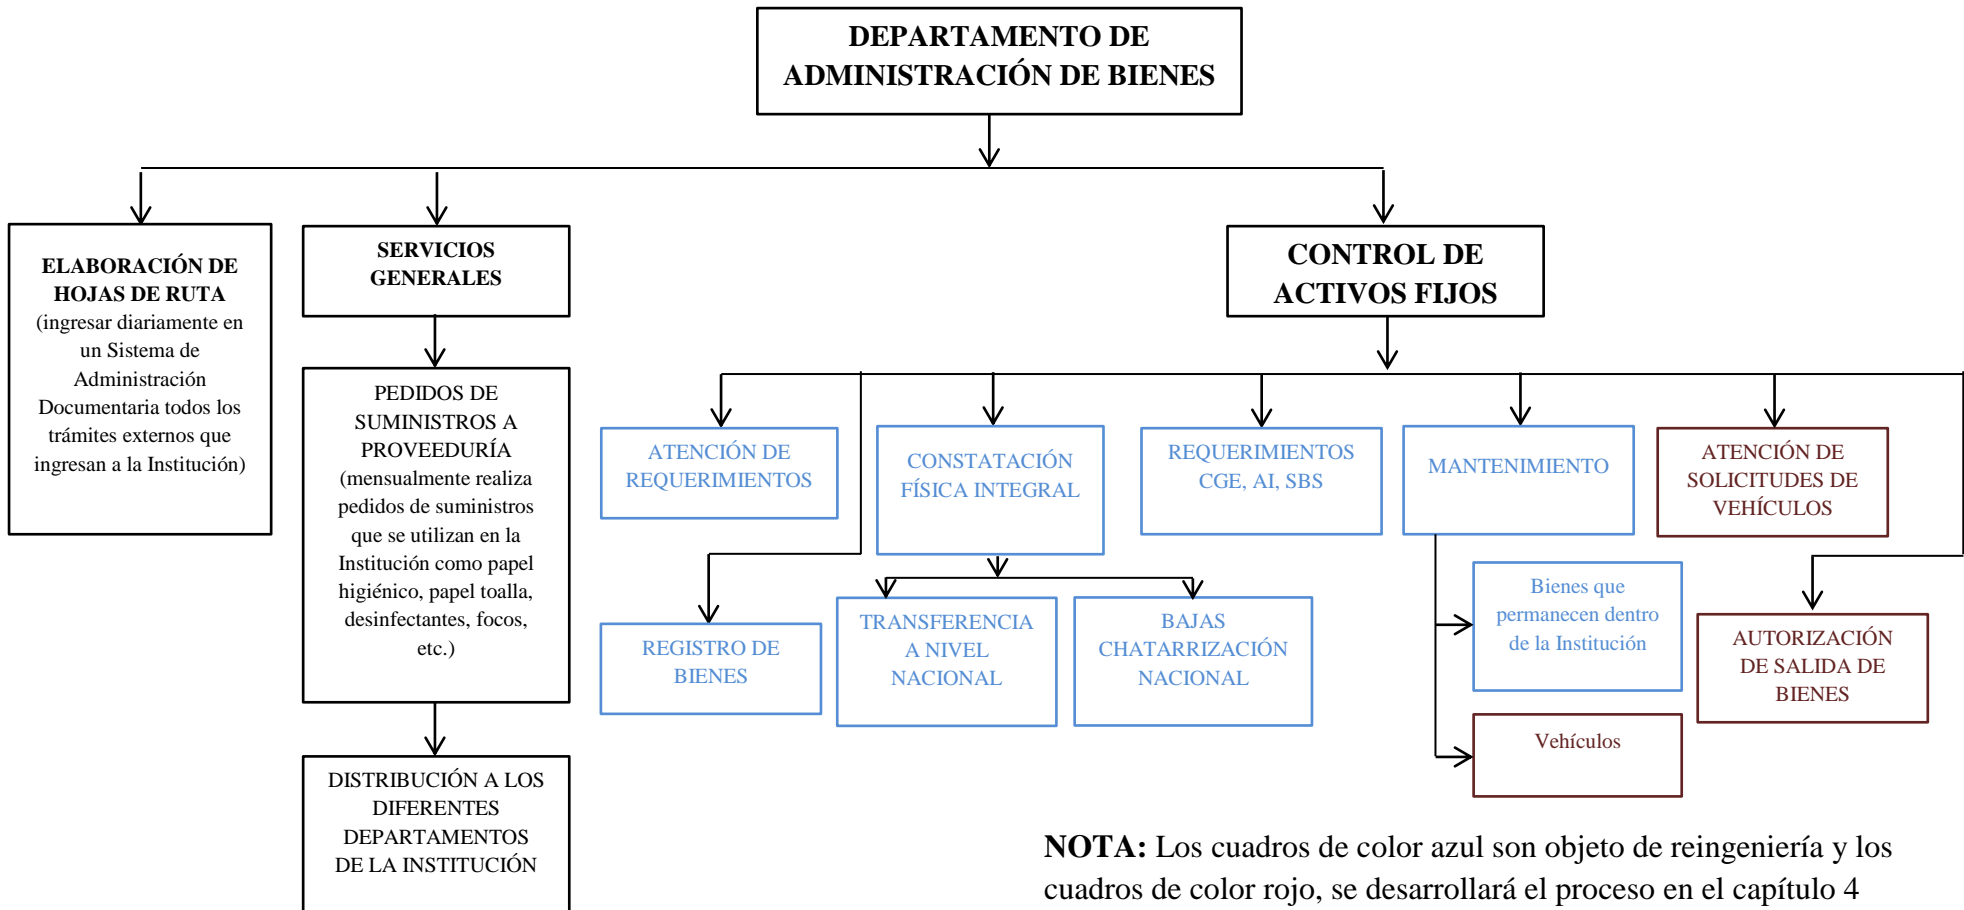 DEPARTAMENTO DE
ADMINISTRACIÓN DE BIENES
ELABORACIÓN DE
HOJAS DE RUTA
(ingresar diariamente en
un Sistema de
Administración
Documentaria todos los
trámites externos que
ingresan a la Institución)
SERVICIOS
GENERALES
PEDIDOS DE
SUMINISTROS A
PROVEEDURÍA
(mensualmente realiza
pedidos de suministros
que se utilizan en la
Institución como papel
higiénico, papel toalla,
desinfectantes, focos,
etc.)
DISTRIBUCIÓN A LOS
DIFERENTES
DEPARTAMENTOS
DE LA INSTITUCIÓN
CONTROL DE
ACTIVOS FIJOS
ATENCIÓN DE
REQUERIMIENTOS
CONSTATACIÓN
FÍSICA INTEGRAL
REQUERIMIENTOS
CGE, AI, SBS
MANTENIMIENTO
ATENCIÓN DE
SOLICITUDES DE
VEHÍCULOS
REGISTRO DE
BIENES
TRANSFERENCIA
A NIVEL
NACIONAL
BAJAS
CHATARRIZACIÓN
NACIONAL
Bienes que
permanecen dentro
de la Institución
Vehículos
AUTORIZACIÓN
DE SALIDA DE
BIENES
NOTA: Los cuadros de color azul son objeto de reingeniería y los
cuadros de color rojo, se desarrollará el proceso en el capítulo 4